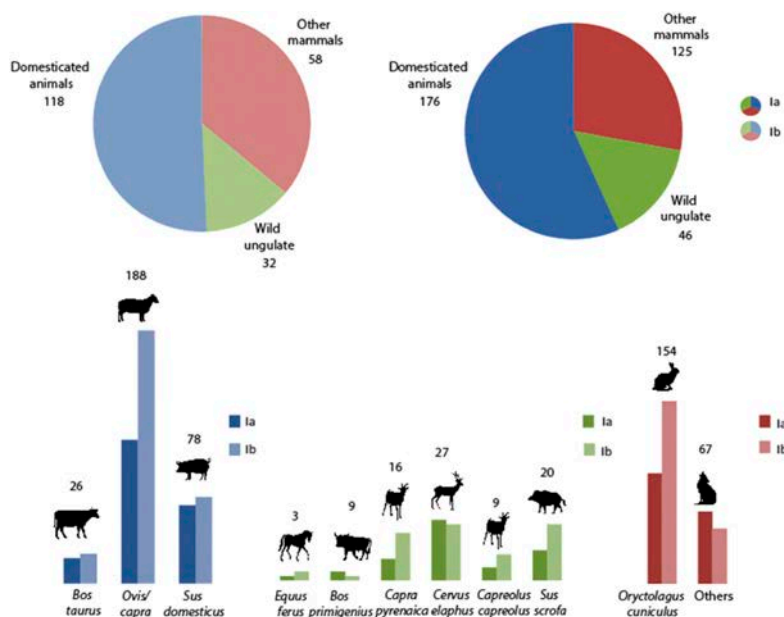 Domesticated
animals
118
Other
mammals
58
Wild
ungulate
32
Domesticated
animals
176
Other
mammals
125
Wild
ungulate
46
Ia
Ib
26
188
78
Ia
Ib
Bos
taurus
Ovis/
capra
Sus
domesticus
3
9
16
27
9
20
Ia
Ib
Equus
ferus
Bos
primigenius
Capra
pyrenaica
Cervus
elaphus
Capreolus
capreolus
Sus
scrofa
154
67
Ia
Ib
Oryctolagus
cuniculus
Others